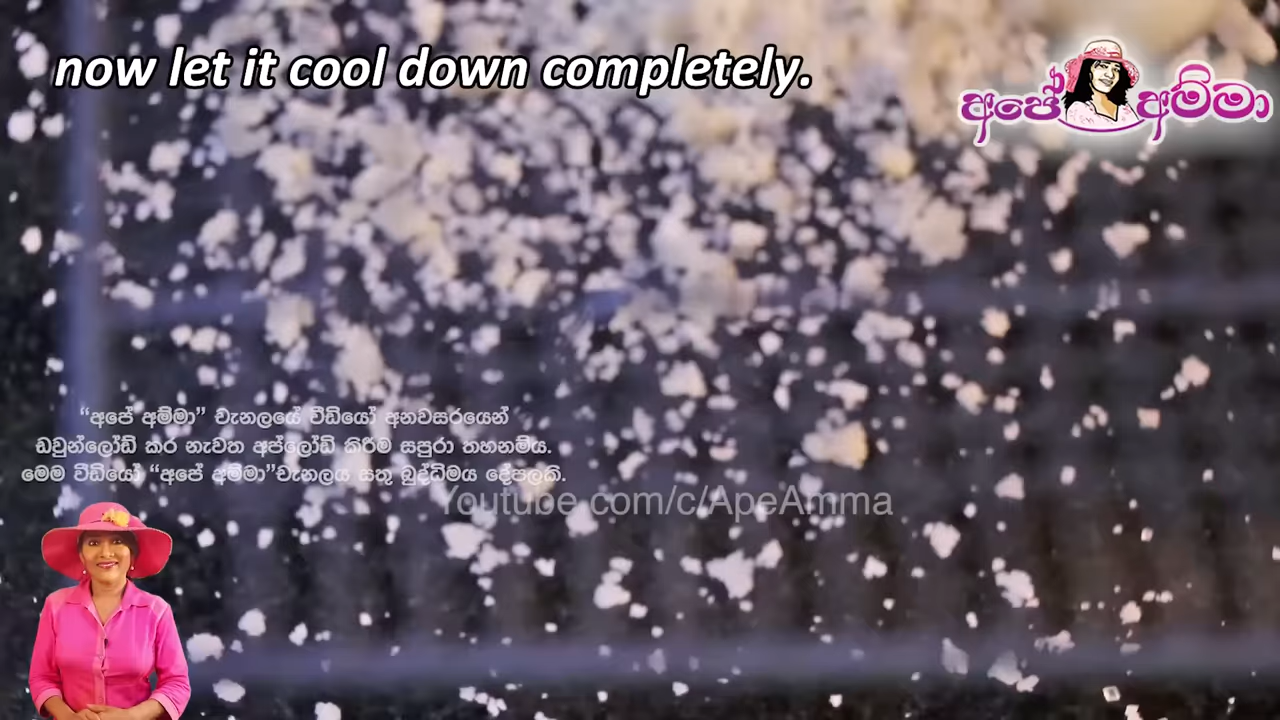 now let it cool down completely.
අපේ අම්මා
“අපේ අම්මා” චැනලයේ වීඩියෝ අනවසරයෙන්
ඩවුන්ලෝඩ් කර නැවත අප්ලෝඩ් කිරීම සපුරා තහනම්ය.
මෙම වීඩියෝ “අපේ අම්මා”චැනලය සතු බුද්ධිමය දේපලකි.
Youtube.com/c/ApeAmma